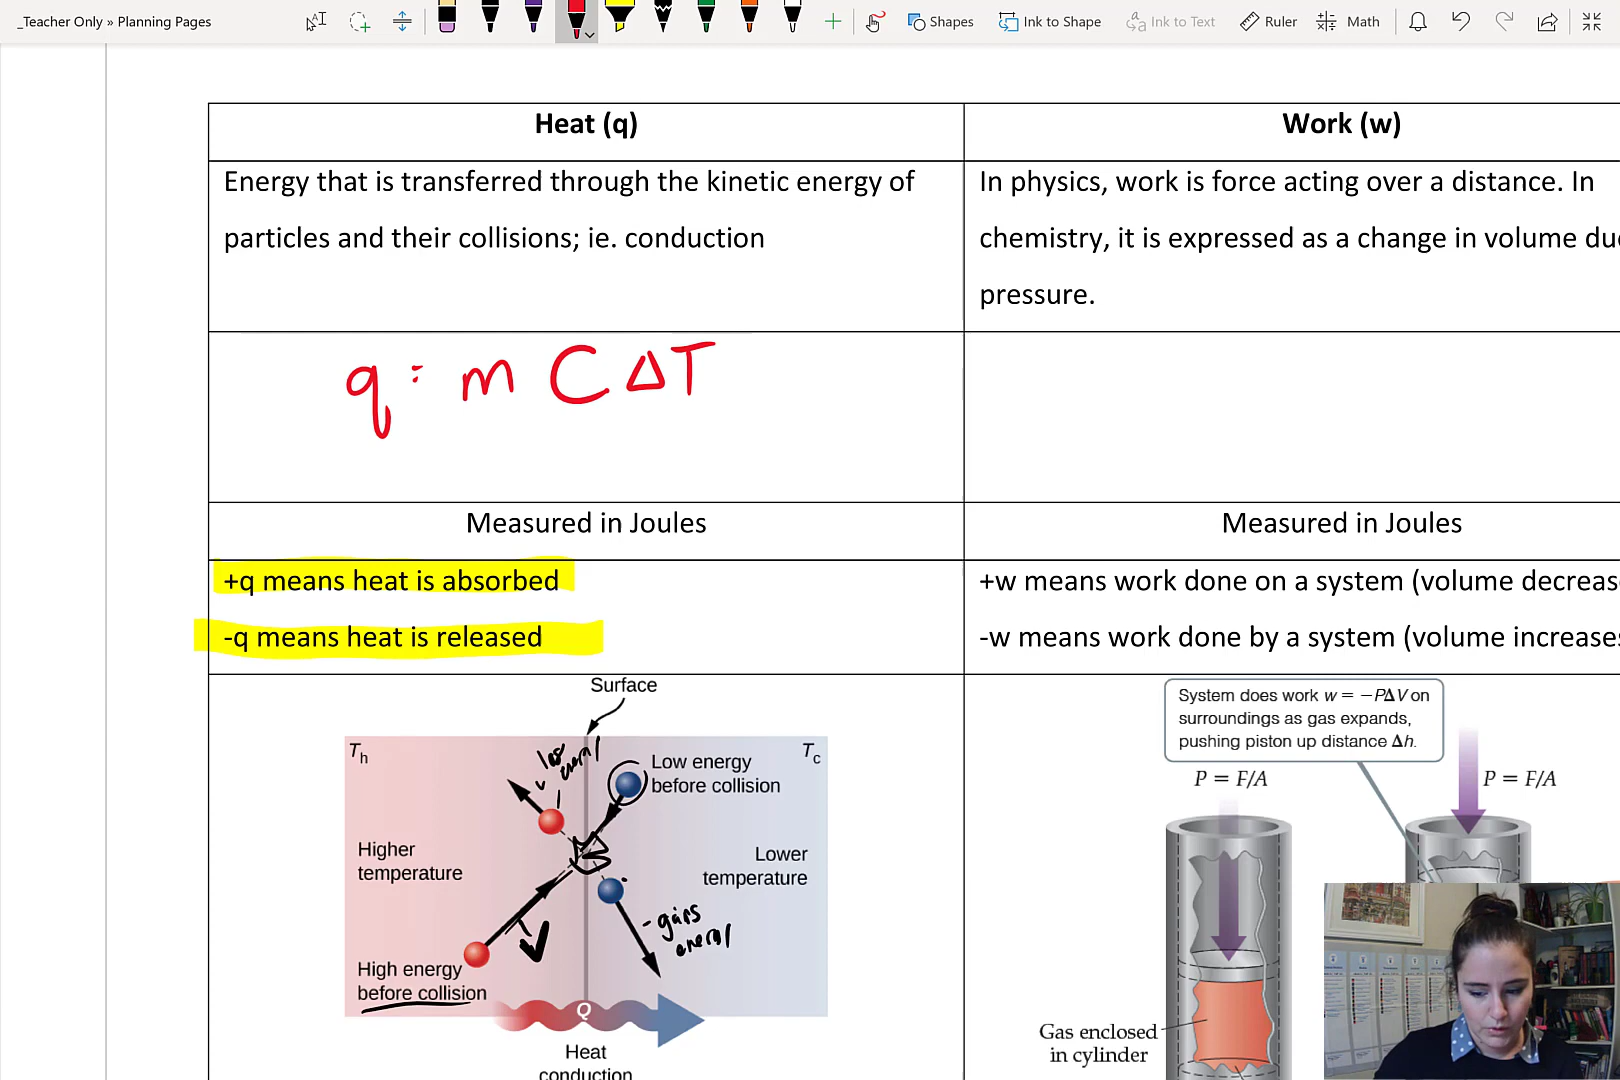 _Teacher Only » Planning Pages
Shapes
Ink to Shape
Ink to Text
Ruler
Math
Heat (q)
Work (w)
Energy that is transferred through the kinetic energy of
particles and their collisions; ie. conduction
In physics, work is force acting over a distance. In
chemistry, it is expressed as a change in volume du
pressure.
q = m C Δ T
Measured in Joules
Measured in Joules
+q means heat is absorbed
-q means heat is released
+w means work done on a system (volume decreas
-w means work done by a system (volume increases
Surface
Th
Tc
Low energy
before collision
Higher
temperature
Lower
temperature
- gains
energy
High energy
before collision
Q
Heat
conduction
System does work w = −PΔV on
surroundings as gas expands,
pushing piston up distance Δh.
P = F/A
P = F/A
Gas enclosed
in cylinder